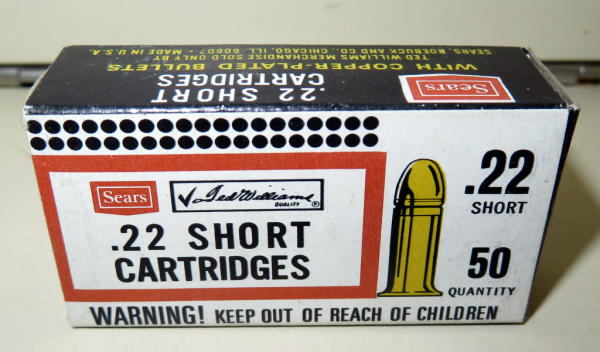 SEARS, ROEBUCK AND CO., CHICAGO, ILL. 60607 • MADE IN U.S.A.
TED WILLIAMS MERCHANDISE SOLD ONLY BY
WITH COPPER-PLATED BULLETS
.22 SHORT
CARTRIDGES
Sears
Sears
Ted Williams
QUALITY ®
.22 SHORT
CARTRIDGES
.22
SHORT
50
QUANTITY
WARNING! KEEP OUT OF REACH OF CHILDREN